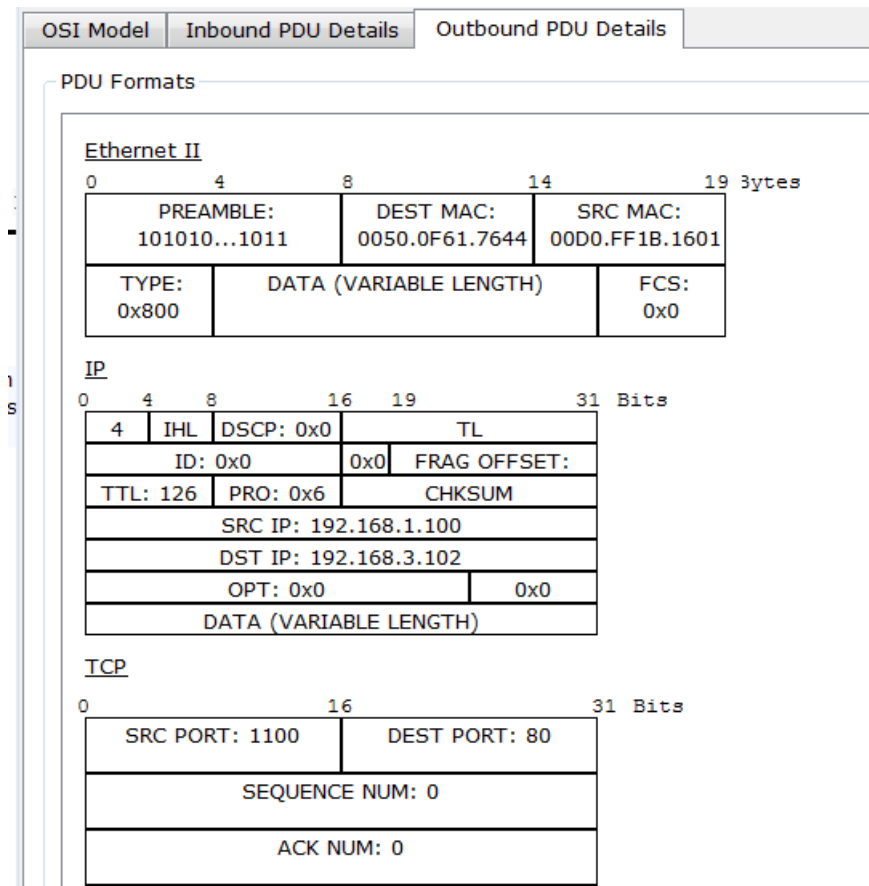 OSI Model Inbound PDU Details Outbound PDU Details
PDU Formats
Ethernet II
0 4 8 14 19 Bytes
PREAMBLE: DEST MAC: SRC MAC:
101010...1011 0050.0F61.7644 00D0.FF1B.1601
TYPE: DATA (VARIABLE LENGTH) FCS:
0x800 0x0
IP
0 4 8 16 19 31 Bits
4 IHL DSCP: 0x0 TL
ID: 0x0 0x0 FRAG OFFSET:
TTL: 126 PRO: 0x6 CHKSUM
SRC IP: 192.168.1.100
DST IP: 192.168.3.102
OPT: 0x0 0x0
DATA (VARIABLE LENGTH)
TCP
0 16 31 Bits
SRC PORT: 1100 DEST PORT: 80
SEQUENCE NUM: 0
ACK NUM: 0